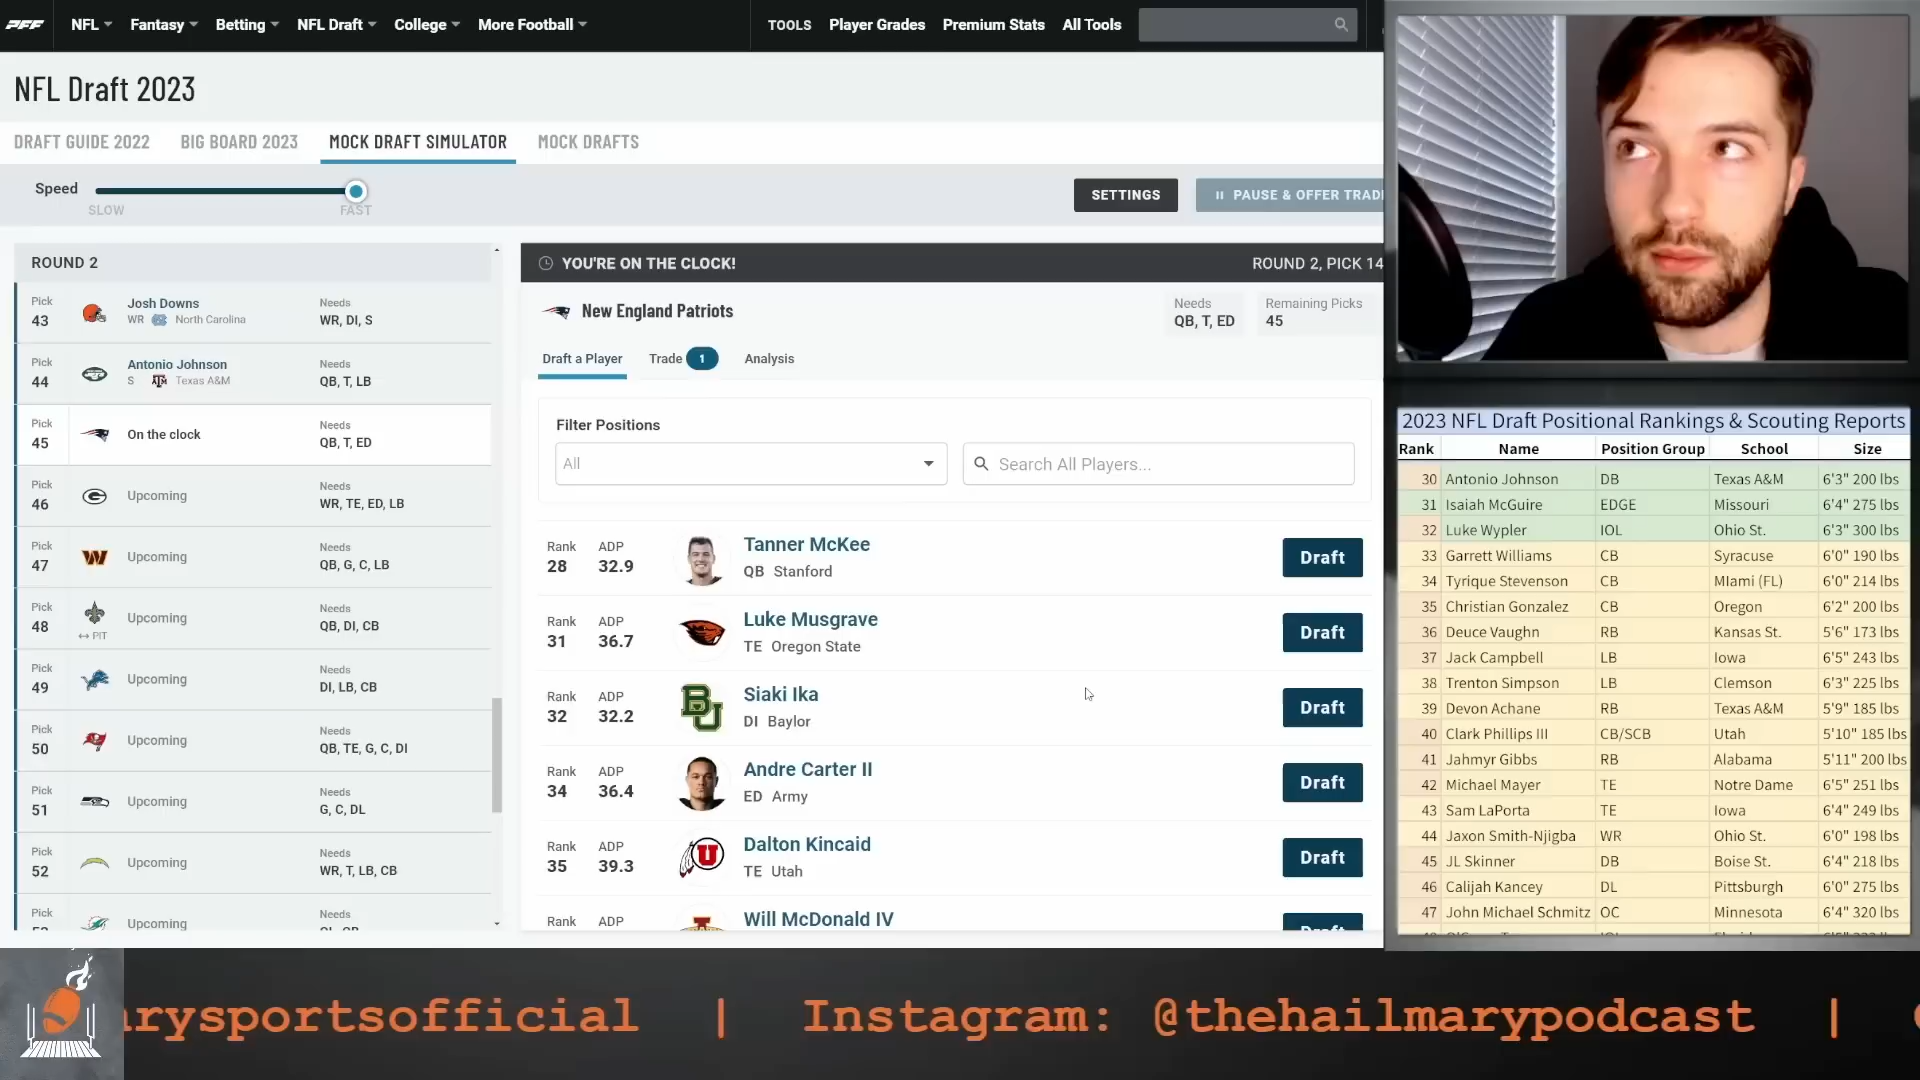 PFF NFL Fantasy Betting NFL Draft College More Football TOOLS Player Grades Premium Stats All Tools
NFL Draft 2023
DRAFT GUIDE 2022 BIG BOARD 2023 MOCK DRAFT SIMULATOR MOCK DRAFTS
Speed
SLOW FAST
SETTINGS PAUSE & OFFER TRAD
ROUND 2
Pick 43 Josh Downs WR North Carolina Needs WR, DI, S
Pick 44 Antonio Johnson S Texas A&M Needs QB, T, LB
Pick 45 On the clock Needs QB, T, ED
Pick 46 Upcoming Needs WR, TE, ED, LB
Pick 47 Upcoming Needs QB, G, C, LB
Pick 48 ↔ PIT Upcoming Needs QB, DI, CB
Pick 49 Upcoming Needs DI, LB, CB
Pick 50 Upcoming Needs QB, TE, G, C, DI
Pick 51 Upcoming Needs G, C, DL
Pick 52 Upcoming Needs WR, T, LB, CB
Pick Upcoming Needs
YOU'RE ON THE CLOCK! ROUND 2, PICK 14
New England Patriots Needs QB, T, ED Remaining Picks 45
Draft a Player Trade 1 Analysis
Filter Positions
All Search All Players...
Rank 28 ADP 32.9 Tanner McKee QB Stanford Draft
Rank 31 ADP 36.7 Luke Musgrave TE Oregon State Draft
Rank 32 ADP 32.2 BU Siaki Ika DI Baylor Draft
Rank 34 ADP 36.4 Andre Carter II ED Army Draft
Rank 35 ADP 39.3 Dalton Kincaid TE Utah Draft
Rank ADP Will McDonald IV Draft
2023 NFL Draft Positional Rankings & Scouting Reports
Rank Name Position Group School Size
30 Antonio Johnson DB Texas A&M 6'3" 200 lbs
31 Isaiah McGuire EDGE Missouri 6'4" 275 lbs
32 Luke Wypler IOL Ohio St. 6'3" 300 lbs
33 Garrett Williams CB Syracuse 6'0" 190 lbs
34 Tyrique Stevenson CB MIami (FL) 6'0" 214 lbs
35 Christian Gonzalez CB Oregon 6'2" 200 lbs
36 Deuce Vaughn RB Kansas St. 5'6" 173 lbs
37 Jack Campbell LB Iowa 6'5" 243 lbs
38 Trenton Simpson LB Clemson 6'3" 225 lbs
39 Devon Achane RB Texas A&M 5'9" 185 lbs
40 Clark Phillips III CB/SCB Utah 5'10" 185 lbs
41 Jahmyr Gibbs RB Alabama 5'11" 200 lbs
42 Michael Mayer TE Notre Dame 6'5" 251 lbs
43 Sam LaPorta TE Iowa 6'4" 249 lbs
44 Jaxon Smith-Njigba WR Ohio St. 6'0" 198 lbs
45 JL Skinner DB Boise St. 6'4" 218 lbs
46 Calijah Kancey DL Pittsburgh 6'0" 275 lbs
47 John Michael Schmitz OC Minnesota 6'4" 320 lbs
arysportsofficial | Instagram: @thehailmarypodcast |